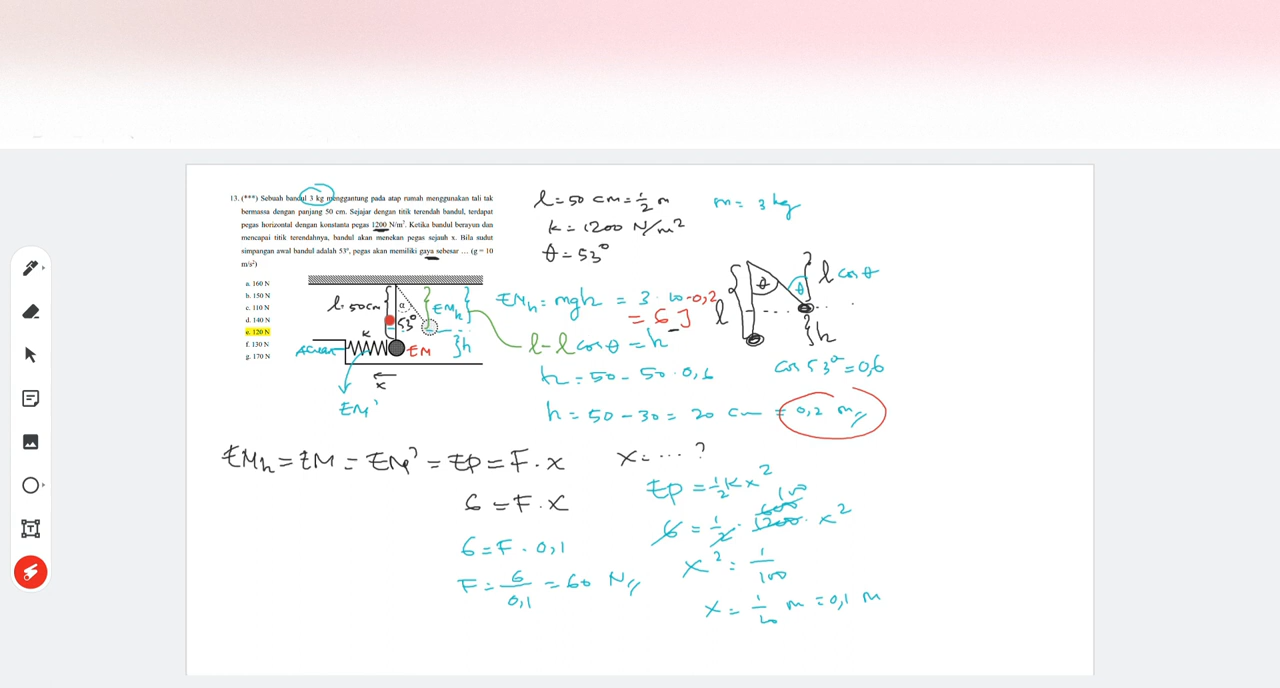 13. (***) Sebuah bandul 3 kg menggantung pada atap rumah menggunakan tali tak
bermassa dengan panjang 50 cm. Sejajar dengan titik terendah bandul, terdapat
pegas horizontal dengan konstanta pegas 1200 N/m². Ketika bandul berayun dan
mencapai titik terendahnya, bandul akan menekan pegas sejauh x. Bila sudut
simpangan awal bandul adalah 53°, pegas akan memiliki gaya sebesar ... (g = 10
m/s²)
a. 160 N
b. 150 N
c. 110 N
d. 140 N
e. 120 N
f. 130 N
g. 170 N
l = 50 cm
α
53°
EMh
K
EM
h
x
EM'
l = 50 cm = 1/2 m
k = 1200 N/m²
θ = 53°
m = 3 kg
EMh = mgh = 3 · 10 · 0,2
= 6 J
l - l cos θ = h
h = 50 - 50 · 0,6
h = 50 - 30 = 20 cm = 0,2 m
l
θ
θ
l cos θ
h
cos 53° = 0,6
EMh = EM = EM' = Ep = F · x
6 = F · x
6 = F · 0,1
F = 6/0,1 = 60 N
x = ... ?
Ep = 1/2 k x²
100
600
6 = 1/2 · 1200 · x²
x² = 1/100
x = 1/10 m = 0,1 m